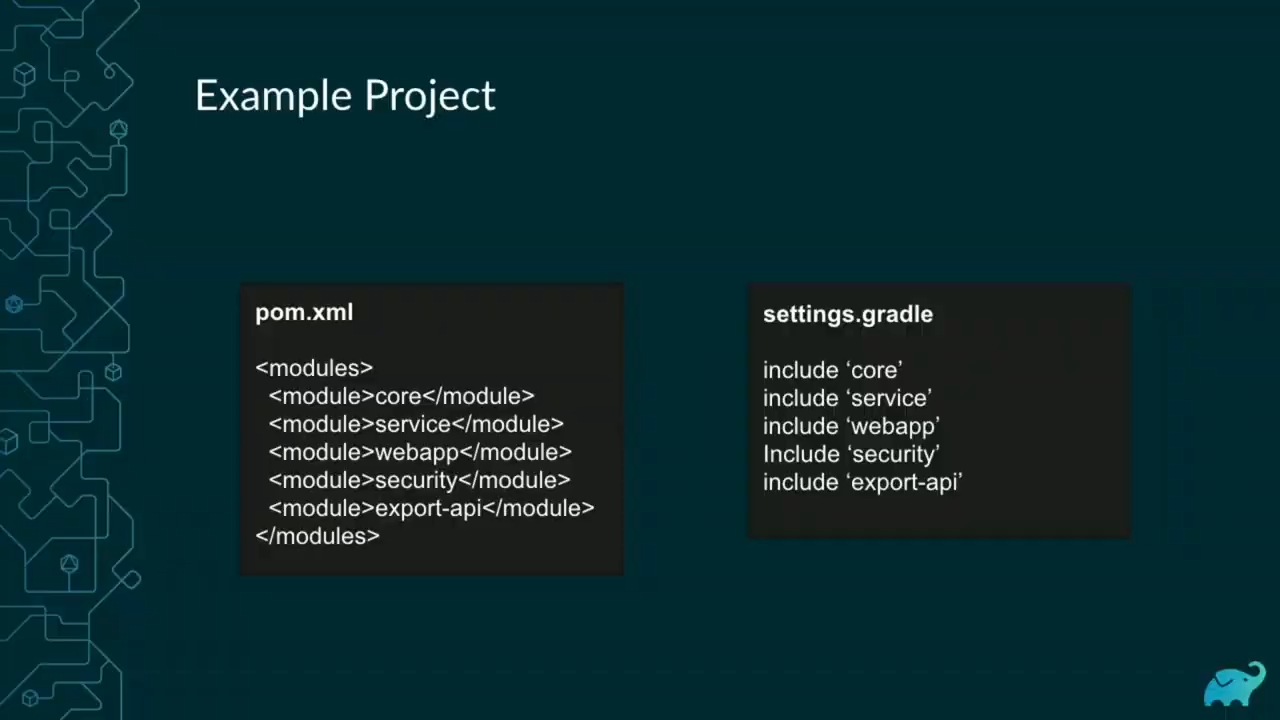 Example Project
pom.xml
<modules>
<module>core</module>
<module>service</module>
<module>webapp</module>
<module>security</module>
<module>export-api</module>
</modules>
settings.gradle
include ‘core’
include ‘service’
include ‘webapp’
Include ‘security’
include ‘export-api’